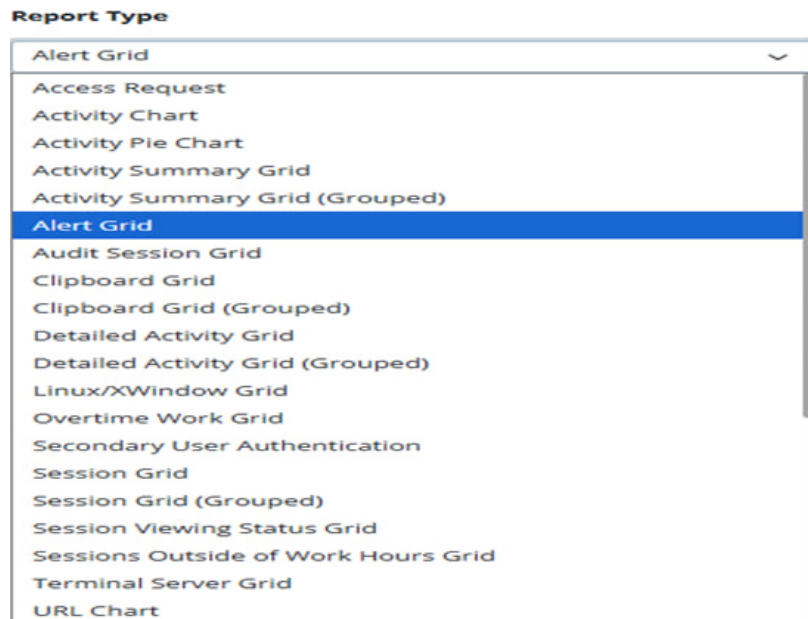 Report Type
Alert Grid
Access Request
Activity Chart
Activity Pie Chart
Activity Summary Grid
Activity Summary Grid (Grouped)
Alert Grid
Audit Session Grid
Clipboard Grid
Clipboard Grid (Grouped)
Detailed Activity Grid
Detailed Activity Grid (Grouped)
Linux/XWindow Grid
Overtime Work Grid
Secondary User Authentication
Session Grid
Session Grid (Grouped)
Session Viewing Status Grid
Sessions Outside of Work Hours Grid
Terminal Server Grid
URL Chart